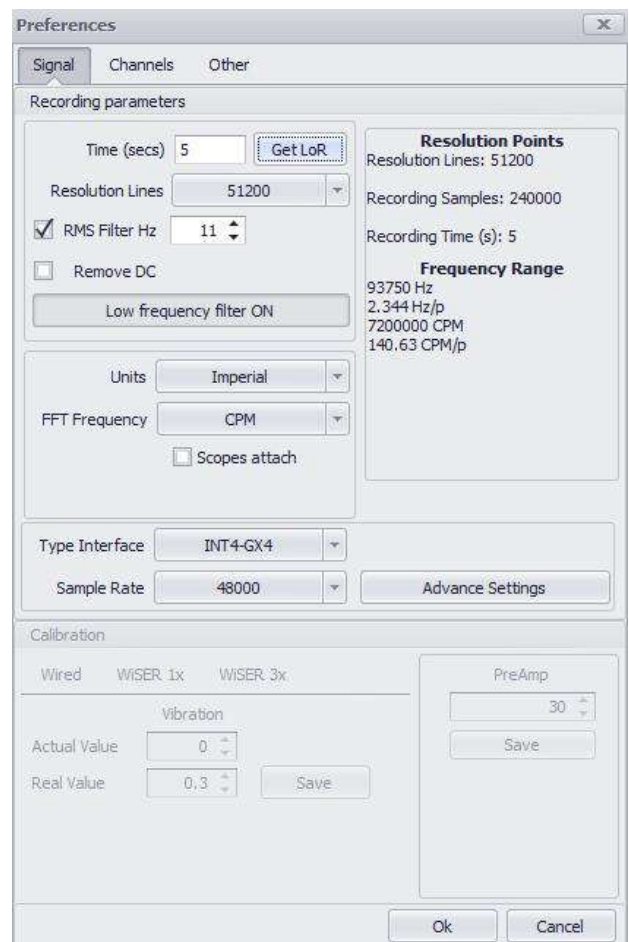 Preferences
Signal Channels Other
Recording parameters
Time (secs) 5 Get LoR
Resolution Lines 51200
RMS Filter Hz 11
Remove DC
Low frequency filter ON
Resolution Points
Resolution Lines: 51200
Recording Samples: 240000
Recording Time (s): 5
Frequency Range
93750 Hz
2.344 Hz/p
7200000 CPM
140.63 CPM/p
Units Imperial
FFT Frequency CPM
Scopes attach
Type Interface INT4-GX4
Sample Rate 48000 Advance Settings
Calibration
Wired WiSER 1x WiSER 3x
Vibration
Actual Value 0
Real Value 0.3 Save
PreAmp
30
Save
Ok Cancel